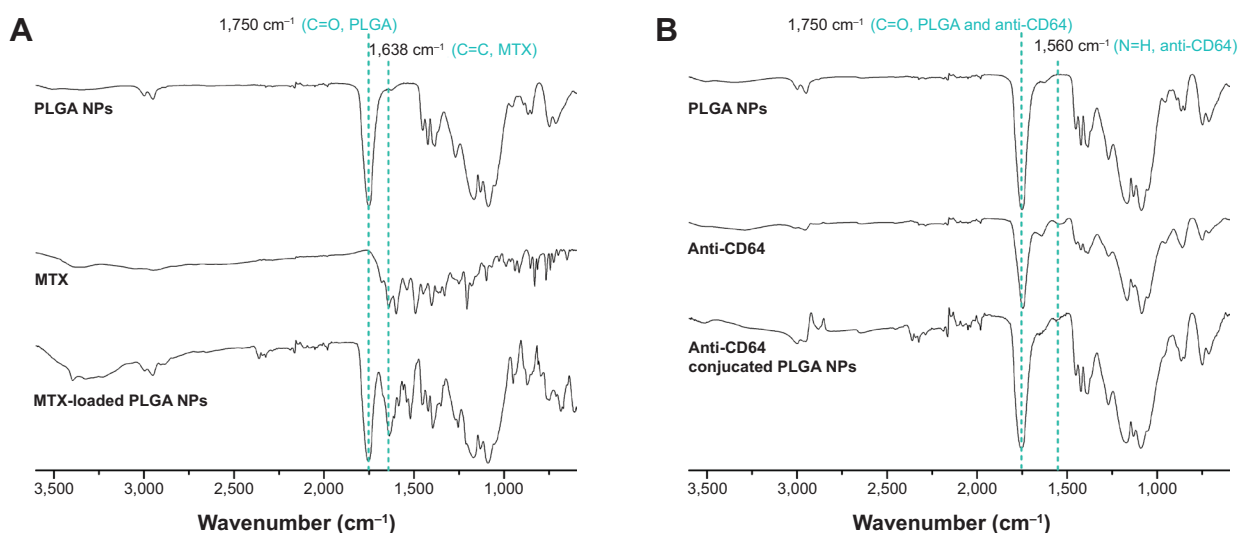 A
1,750 cm⁻¹ (C=O, PLGA)
1,638 cm⁻¹ (C=C, MTX)
PLGA NPs
MTX
MTX-loaded PLGA NPs
3,500 3,000 2,500 2,000 1,500 1,000
Wavenumber (cm⁻¹)
B
1,750 cm⁻¹ (C=O, PLGA and anti-CD64)
1,560 cm⁻¹ (N=H, anti-CD64)
PLGA NPs
Anti-CD64
Anti-CD64
conjucated PLGA NPs
3,500 3,000 2,500 2,000 1,500 1,000
Wavenumber (cm⁻¹)